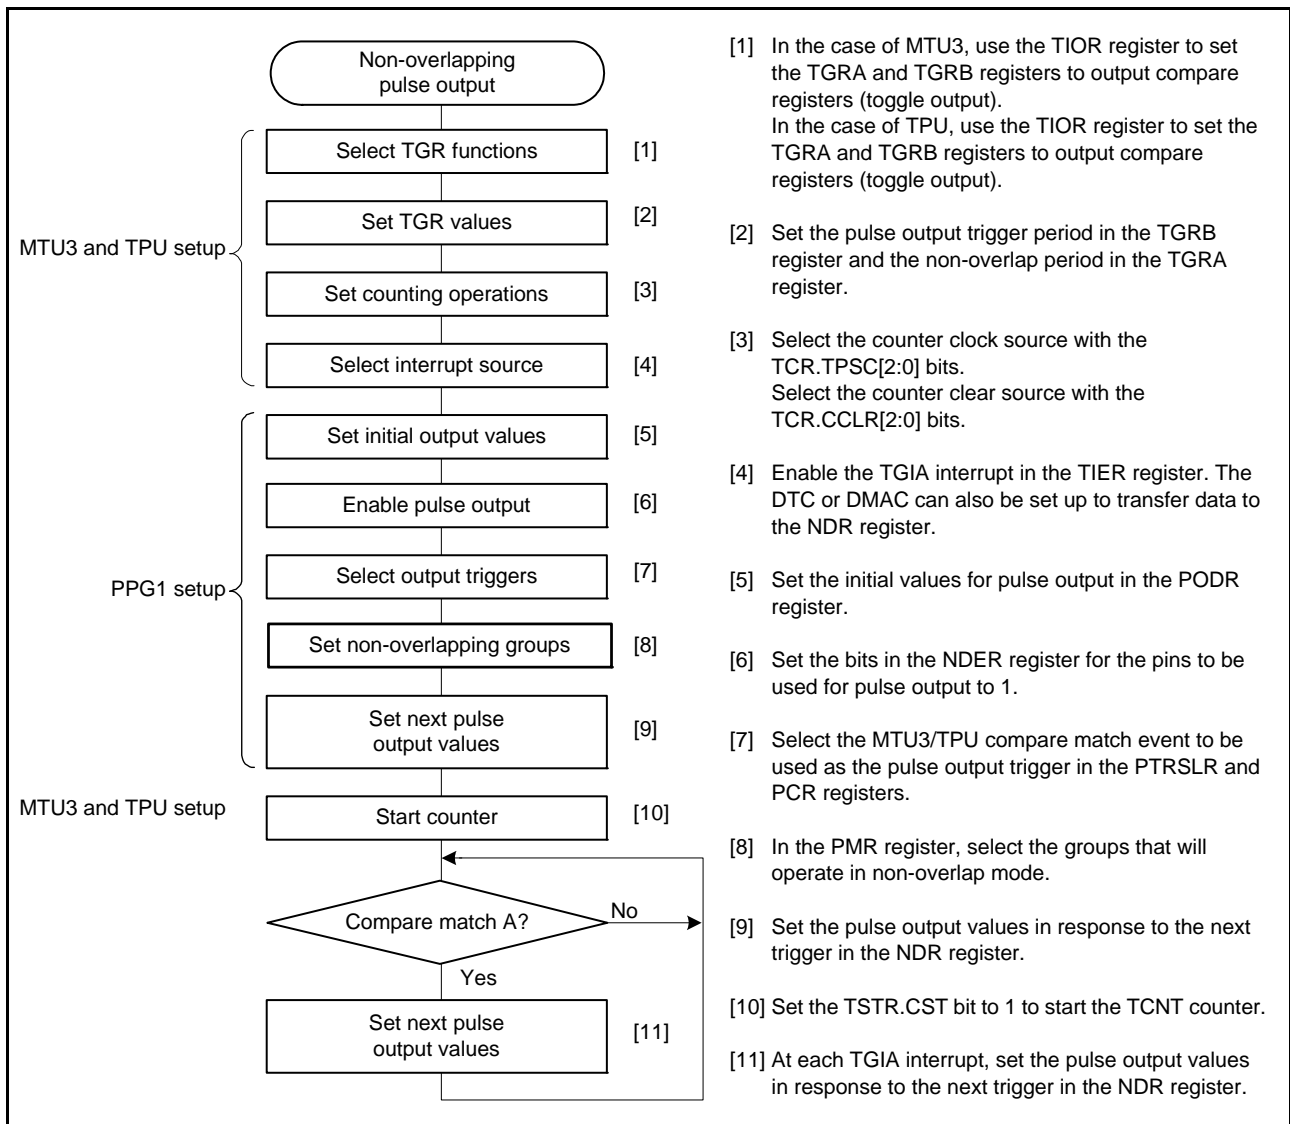 Non-overlapping
pulse output
Select TGR functions
[1]
Set TGR values
[2]
MTU3 and TPU setup
Set counting operations
[3]
Select interrupt source
[4]
Set initial output values
[5]
Enable pulse output
[6]
Select output triggers
[7]
PPG1 setup
Set non-overlapping groups
[8]
Set next pulse
output values
[9]
MTU3 and TPU setup
Start counter
[10]
Compare match A?
No
Yes
Set next pulse
output values
[11]
[1] In the case of MTU3, use the TIOR register to set
the TGRA and TGRB registers to output compare
registers (toggle output).
In the case of TPU, use the TIOR register to set the
TGRA and TGRB registers to output compare
registers (toggle output).
[2] Set the pulse output trigger period in the TGRB
register and the non-overlap period in the TGRA
register.
[3] Select the counter clock source with the
TCR.TPSC[2:0] bits.
Select the counter clear source with the
TCR.CCLR[2:0] bits.
[4] Enable the TGIA interrupt in the TIER register. The
DTC or DMAC can also be set up to transfer data to
the NDR register.
[5] Set the initial values for pulse output in the PODR
register.
[6] Set the bits in the NDER register for the pins to be
used for pulse output to 1.
[7] Select the MTU3/TPU compare match event to be
used as the pulse output trigger in the PTRSLR and
PCR registers.
[8] In the PMR register, select the groups that will
operate in non-overlap mode.
[9] Set the pulse output values in response to the next
trigger in the NDR register.
[10] Set the TSTR.CST bit to 1 to start the TCNT counter.
[11] At each TGIA interrupt, set the pulse output values
in response to the next trigger in the NDR register.